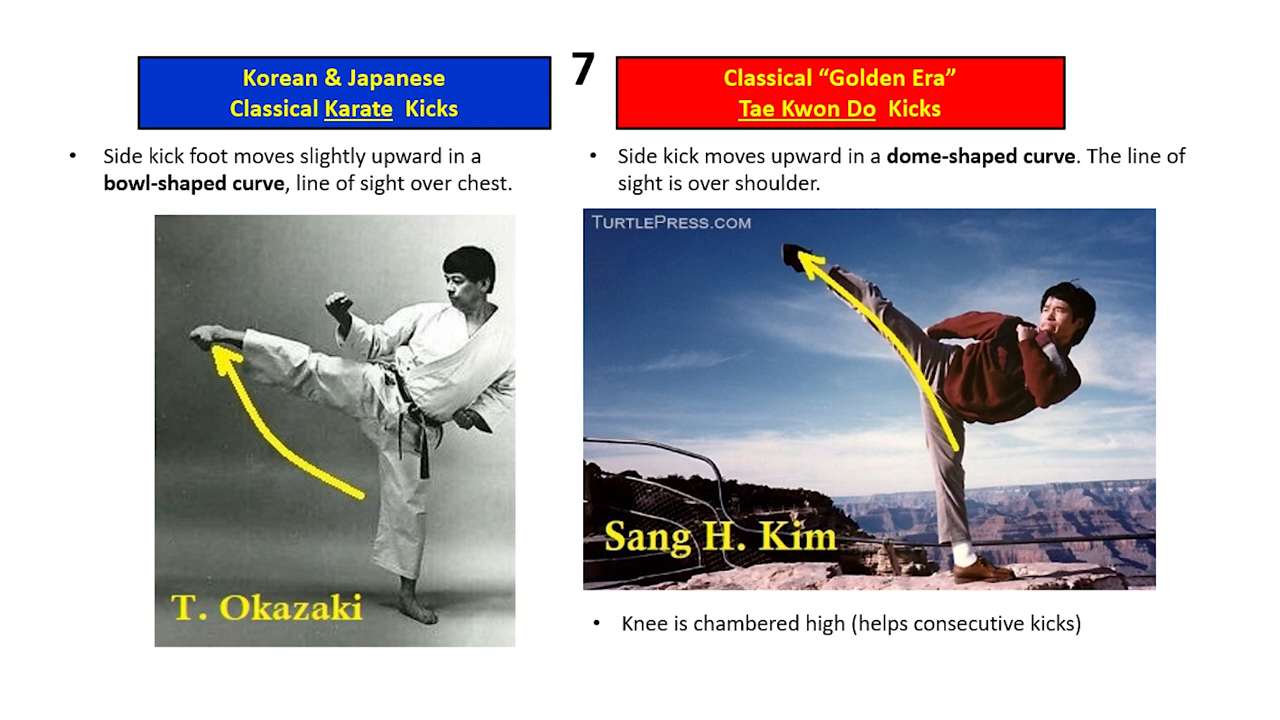 Korean & Japanese
Classical Karate Kicks
7
Classical “Golden Era”
Tae Kwon Do Kicks
• Side kick foot moves slightly upward in a
bowl-shaped curve, line of sight over chest.
• Side kick moves upward in a dome-shaped curve. The line of
sight is over shoulder.
TURTLEPRESS.COM
T. Okazaki
Sang H. Kim
• Knee is chambered high (helps consecutive kicks)